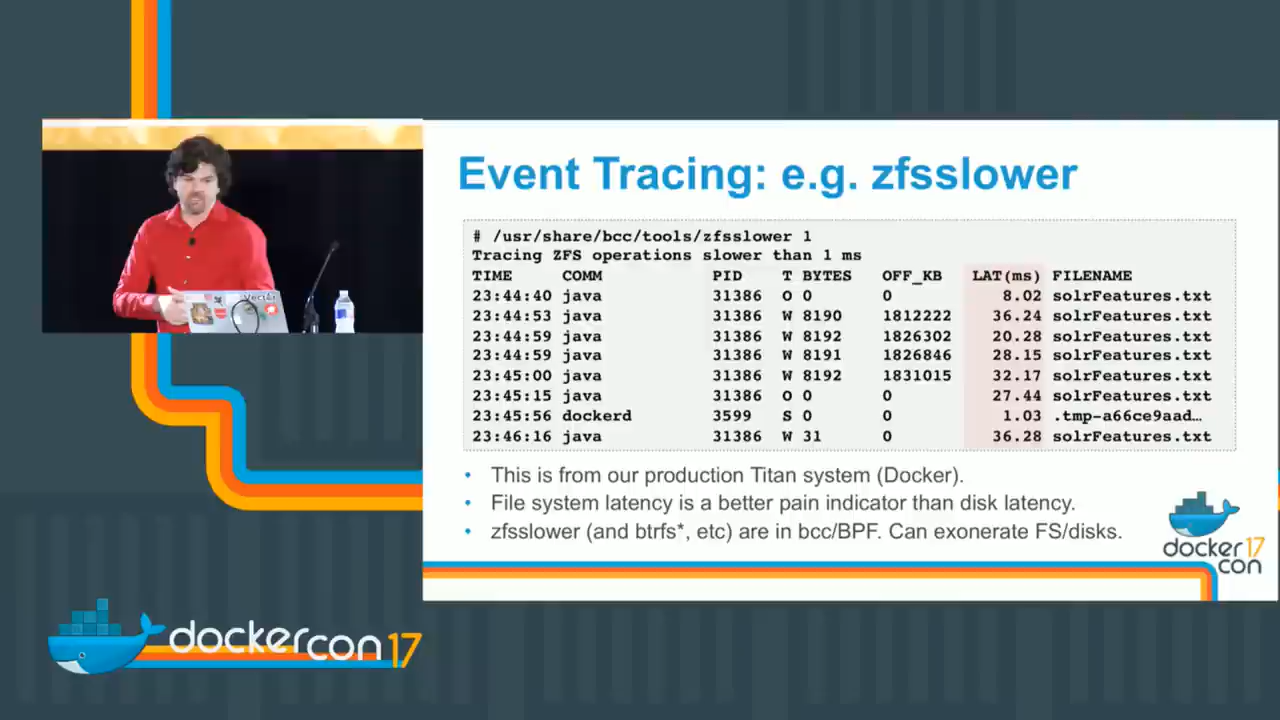 Event Tracing: e.g. zfsslower
# /usr/share/bcc/tools/zfsslower 1
Tracing ZFS operations slower than 1 ms
TIME COMM PID T BYTES OFF_KB LAT(ms) FILENAME
23:44:40 java 31386 O 0 0 8.02 solrFeatures.txt
23:44:53 java 31386 W 8190 1812222 36.24 solrFeatures.txt
23:44:59 java 31386 W 8192 1826302 20.28 solrFeatures.txt
23:44:59 java 31386 W 8191 1826846 28.15 solrFeatures.txt
23:45:00 java 31386 W 8192 1831015 32.17 solrFeatures.txt
23:45:15 java 31386 O 0 0 27.44 solrFeatures.txt
23:45:56 dockerd 3599 S 0 0 1.03 .tmp-a66ce9aad…
23:46:16 java 31386 W 31 0 36.28 solrFeatures.txt
• This is from our production Titan system (Docker).
• File system latency is a better pain indicator than disk latency.
• zfsslower (and btrfs*, etc) are in bcc/BPF. Can exonerate FS/disks.
docker 17
con
dockercon 17
Vector